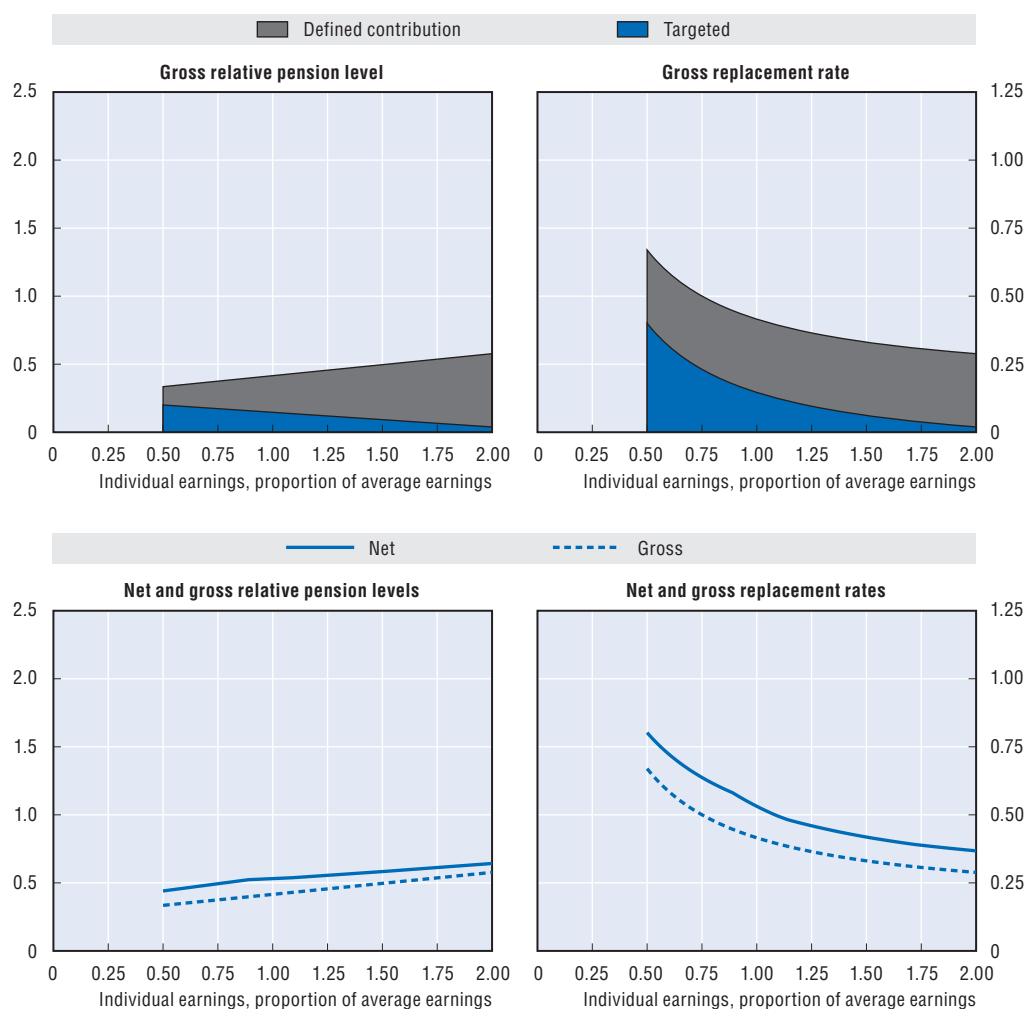 Defined contribution Targeted
Gross relative pension level
2.5
2.0
1.5
1.0
0.5
0
0 0.25 0.50 0.75 1.00 1.25 1.50 1.75 2.00
Individual earnings, proportion of average earnings
Gross replacement rate
1.25
1.00
0.75
0.50
0.25
0
0 0.25 0.50 0.75 1.00 1.25 1.50 1.75 2.00
Individual earnings, proportion of average earnings
Net Gross
Net and gross relative pension levels
2.5
2.0
1.5
1.0
0.5
0
0 0.25 0.50 0.75 1.00 1.25 1.50 1.75 2.00
Individual earnings, proportion of average earnings
Net and gross replacement rates
1.25
1.00
0.75
0.50
0.25
0
0 0.25 0.50 0.75 1.00 1.25 1.50 1.75 2.00
Individual earnings, proportion of average earnings